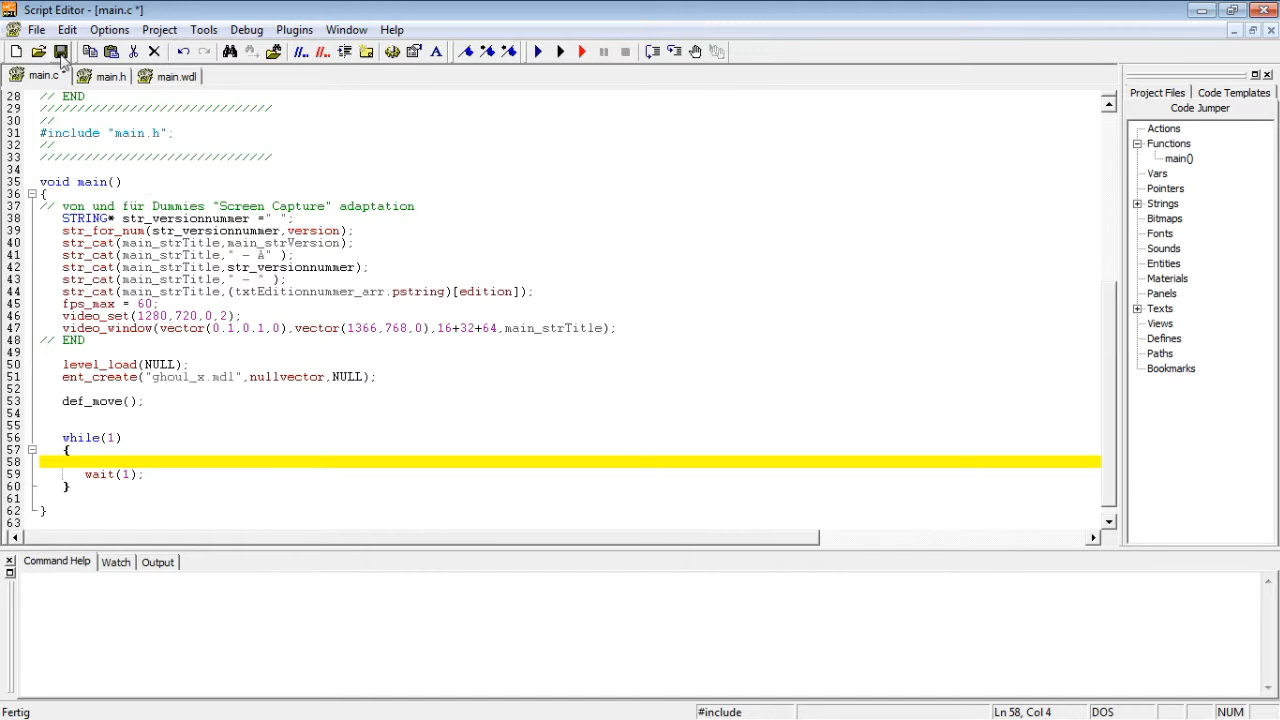 Script Editor - [main.c *]
File Edit Options Project Tools Debug Plugins Window Help
main.c * main.h main.wdl
28 // END
29 ///////////////////////////////
30 //
31 #include "main.h";
32 //
33 ///////////////////////////////
34
35 void main()
36 {
37 // von und für Dummies "Screen Capture" adaptation
38 STRING* str_versionnummer =" ";
39 str_for_num(str_versionnummer,version);
40 str_cat(main_strTitle,main_strVersion);
41 str_cat(main_strTitle," - A" );
42 str_cat(main_strTitle,str_versionnummer);
43 str_cat(main_strTitle," - " );
44 str_cat(main_strTitle,(txtEditionnummer_arr.pstring)[edition]);
45 fps_max = 60;
46 video_set(1280,720,0,2);
47 video_window(vector(0.1,0.1,0),vector(1366,768,0),16+32+64,main_strTitle);
48 // END
49
50 level_load(NULL);
51 ent_create("ghoul_x.mdl",nullvector,NULL);
52
53 def_move();
54
55
56 while(1)
57 {
58
59 wait(1);
60 }
61
62 }
63
Project Files Code Templates
Code Jumper
Actions
Functions
main()
Vars
Pointers
Strings
Bitmaps
Fonts
Sounds
Entities
Materials
Panels
Texts
Views
Defines
Paths
Bookmarks
Command Help Watch Output
Fertig #include Ln 58, Col 4 DOS NUM